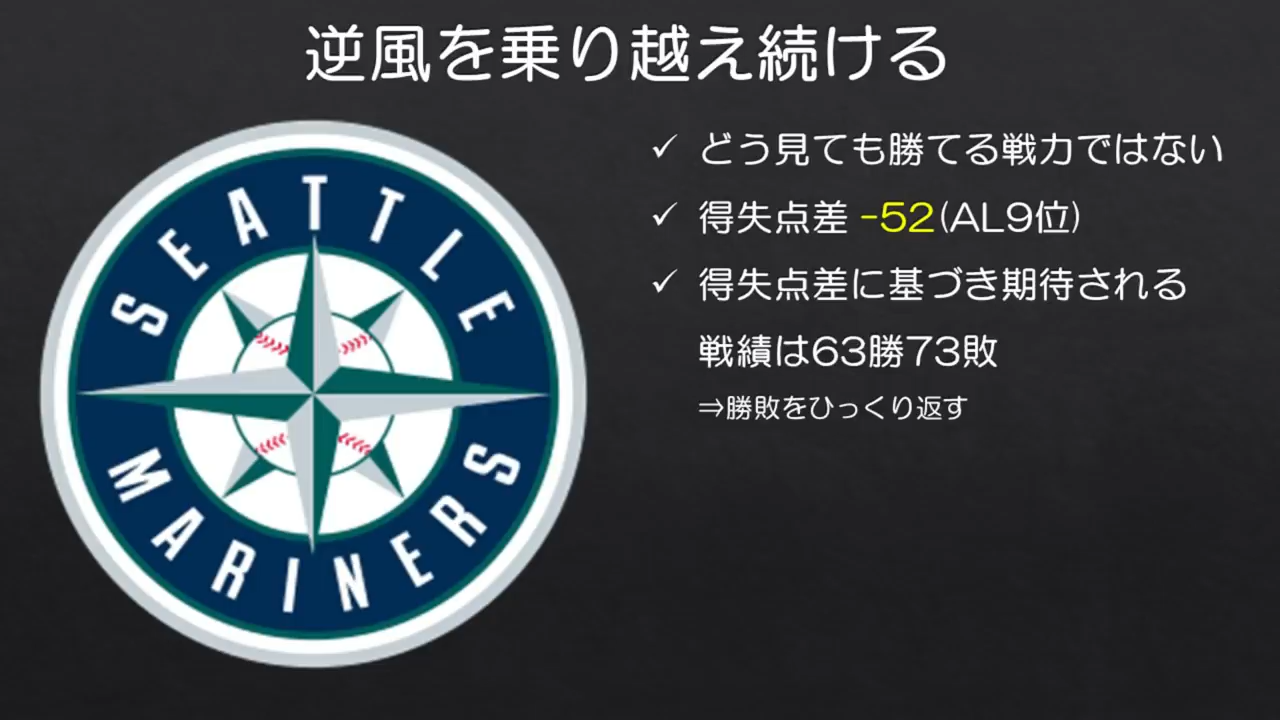 逆風を乗り越え続ける
SEATTLE
MARINERS
✓ どう見ても勝てる戦力ではない
✓ 得失点差 -52(AL9位)
✓ 得失点差に基づき期待される
戦績は63勝73敗
⇒勝敗をひっくり返す